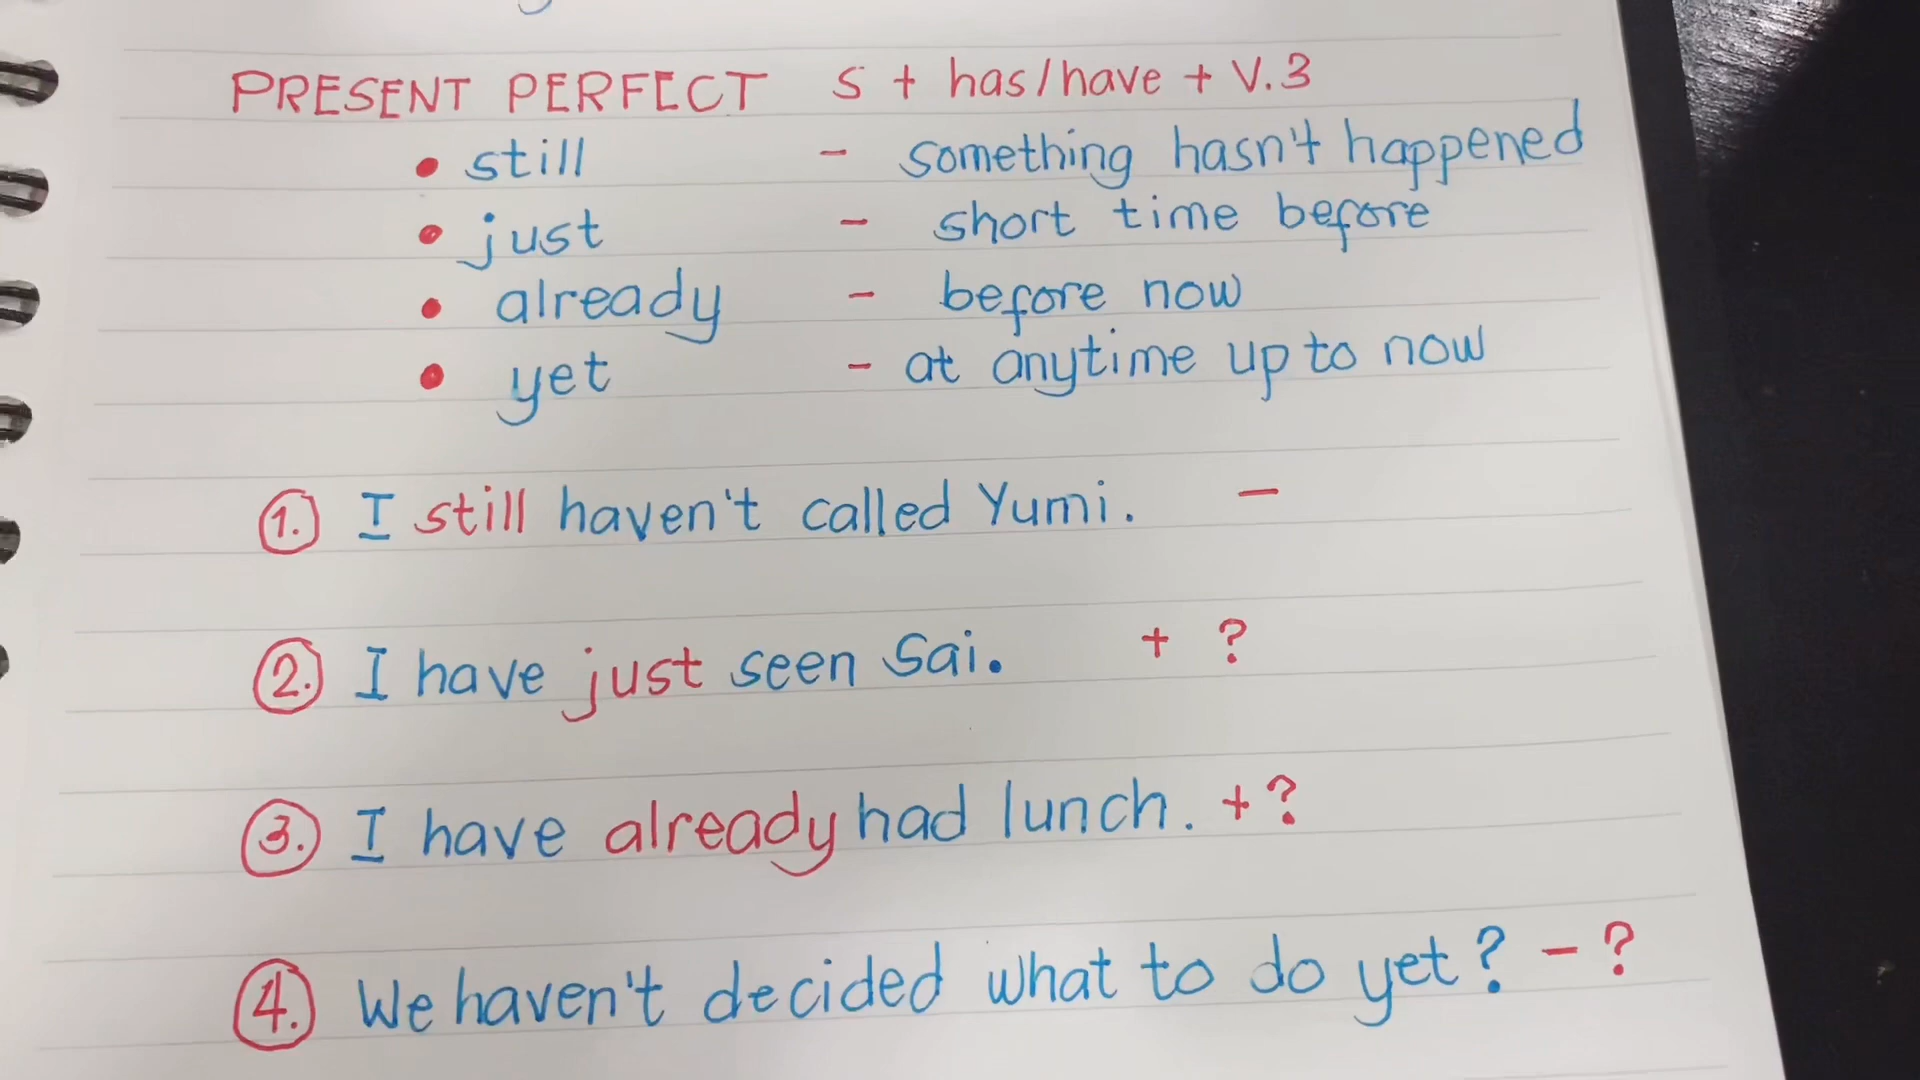 PRESENT PERFECT S + has/have + V.3
• still - something hasn't happened
• just - short time before
• already - before now
• yet - at anytime up to now
1. I still haven't called Yumi. -
2. I have just seen Sai. + ?
3. I have already had lunch. + ?
4. We haven't decided what to do yet? - ?